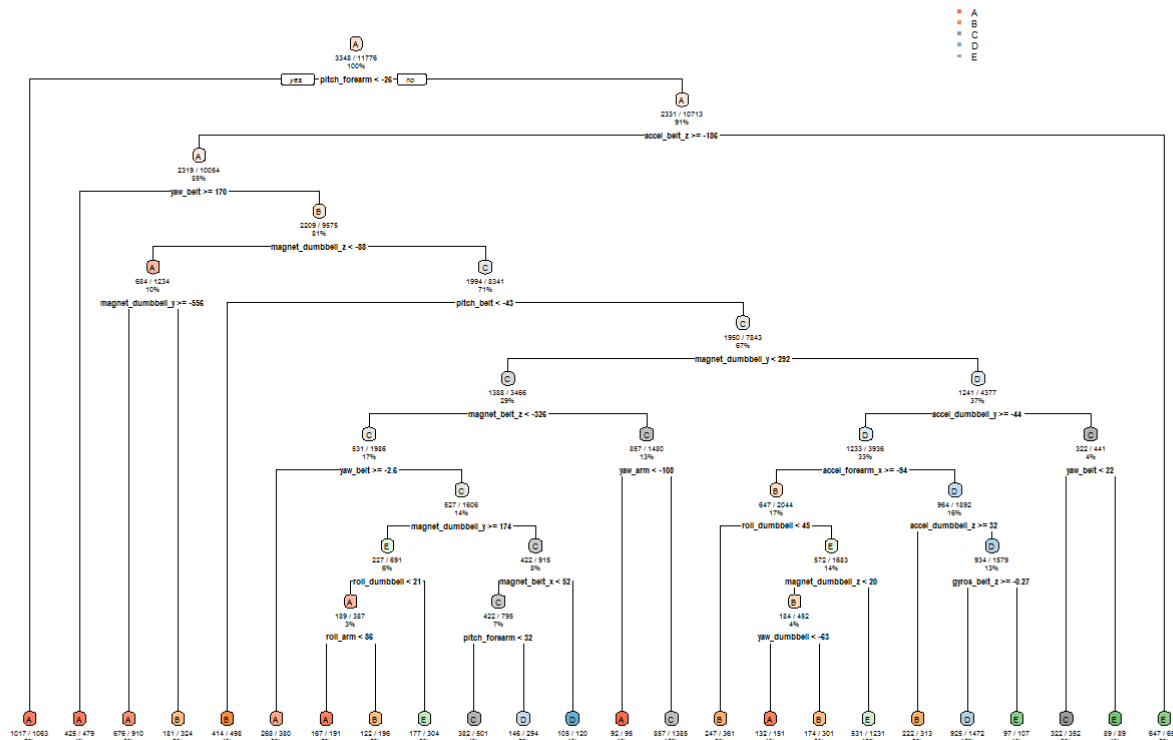 A
B
C
D
E
A
3348 / 11776
100%
yes pitch_forearm < -26 no
A
2331 / 10713
91%
accel_belt_z >= -186
A
2319 / 10054
85%
yaw_belt >= 170
B
2209 / 9575
81%
magnet_dumbbell_z < -88
A C
684 / 1234 1994 / 8341
10% 71%
magnet_dumbbell_y >= -556 pitch_belt < -43
C
1950 / 7843
67%
magnet_dumbbell_y < 292
C D
1388 / 3466 1241 / 4377
29% 37%
magnet_belt_z < -326 accel_dumbbell_y >= -44
C C D C
531 / 1986 857 / 1480 1233 / 3936 322 / 441
17% 13% 33% 4%
yaw_belt >= -2.6 yaw_arm < -108 accel_forearm_x >= -94 yaw_belt < 22
C B D
527 / 1606 647 / 2044 964 / 1892
14% 17% 16%
magnet_dumbbell_y >= 174 roll_dumbbell < 45 accel_dumbbell_z >= 32
E C E D
227 / 691 422 / 915 572 / 1683 934 / 1579
6% 8% 14% 13%
roll_dumbbell < 21 magnet_belt_x < 52 magnet_dumbbell_z < 20 gyros_belt_z >= -0.27
A C B
189 / 387 422 / 795 184 / 452
3% 7% 4%
roll_arm < 86 pitch_forearm < 32 yaw_dumbbell < -63
A A A B B A A B E C D D A C B A B E B D E C E E
1017 / 1063 425 / 479 676 / 910 181 / 324 414 / 498 268 / 380 167 / 191 122 / 196 177 / 304 382 / 501 146 / 294 105 / 120 92 / 95 857 / 1385 247 / 361 132 / 151 174 / 301 531 / 1231 222 / 313 925 / 1472 97 / 107 322 / 352 89 / 89 647 /